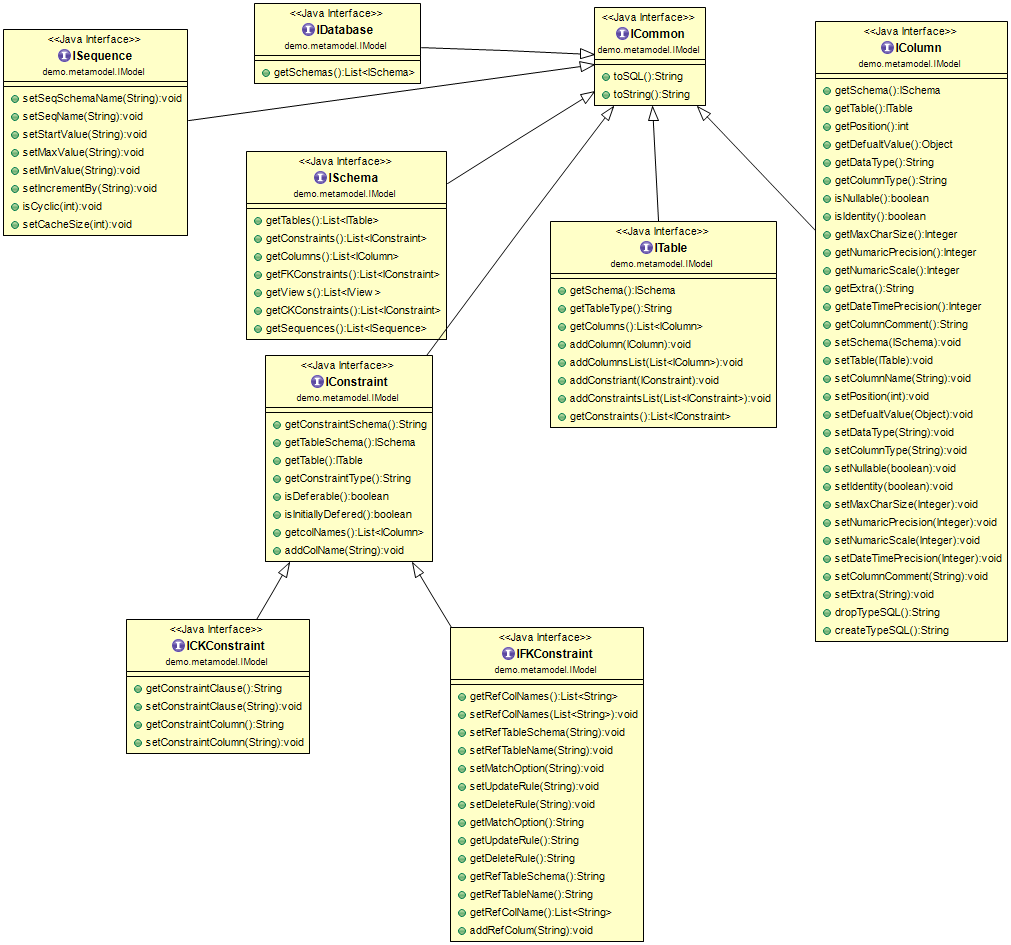 <<Java Interface>>
ISequence
demo.metamodel.IModel
setSeqSchemaName(String):void
setSeqName(String):void
setStartValue(String):void
setMaxValue(String):void
setMinValue(String):void
setIncrementBy(String):void
isCyclic(int):void
setCacheSize(int):void
<<Java Interface>>
IDatabase
demo.metamodel.IModel
getSchemas():List<ISchema>
<<Java Interface>>
ICommon
demo.metamodel.IModel
toSQL():String
toString():String
<<Java Interface>>
IColumn
demo.metamodel.IModel
getSchema():ISchema
getTable():ITable
getPosition():int
getDefualtValue():Object
getDataType():String
getColumnType():String
isNullable():boolean
isIdentity():boolean
getMaxCharSize():Integer
getNumaricPrecision():Integer
getNumaricScale():Integer
getExtra():String
getDateTimePrecision():Integer
getColumnComment():String
setSchema(ISchema):void
setTable(ITable):void
setColumnName(String):void
setPosition(int):void
setDefualtValue(Object):void
setDataType(String):void
setColumnType(String):void
setNullable(boolean):void
setIdentity(boolean):void
setMaxCharSize(Integer):void
setNumaricPrecision(Integer):void
setNumaricScale(Integer):void
setDateTimePrecision(Integer):void
setColumnComment(String):void
setExtra(String):void
dropTypeSQL():String
createTypeSQL():String
<<Java Interface>>
ISchema
demo.metamodel.IModel
getTables():List<ITable>
getConstraints():List<IConstraint>
getColumns():List<IColumn>
getFKConstraints():List<IConstraint>
getViews():List<IView>
getCKConstraints():List<IConstraint>
getSequences():List<ISequence>
<<Java Interface>>
ITable
demo.metamodel.IModel
getSchema():ISchema
getTableType():String
getColumns():List<IColumn>
addColumn(IColumn):void
addColumnsList(List<IColumn>):void
addConstriant(IConstraint):void
addConstraintsList(List<IConstraint>):void
getConstraints():List<IConstraint>
<<Java Interface>>
IConstraint
demo.metamodel.IModel
getConstraintSchema():String
getTableSchema():ISchema
getTable():ITable
getConstraintType():String
isDeferable():boolean
isInitiallyDefered():boolean
getcolNames():List<IColumn>
addColName(String):void
<<Java Interface>>
ICKConstraint
demo.metamodel.IModel
getConstraintClause():String
setConstraintClause(String):void
getConstraintColumn():String
setConstraintColumn(String):void
<<Java Interface>>
IFKConstraint
demo.metamodel.IModel
getRefColNames():List<String>
setRefColNames(List<String>):void
setRefTableSchema(String):void
setRefTableName(String):void
setMatchOption(String):void
setUpdateRule(String):void
setDeleteRule(String):void
getMatchOption():String
getUpdateRule():String
getDeleteRule():String
getRefTableSchema():String
getRefTableName():String
getRefColName():List<String>
addRefColum(String):void